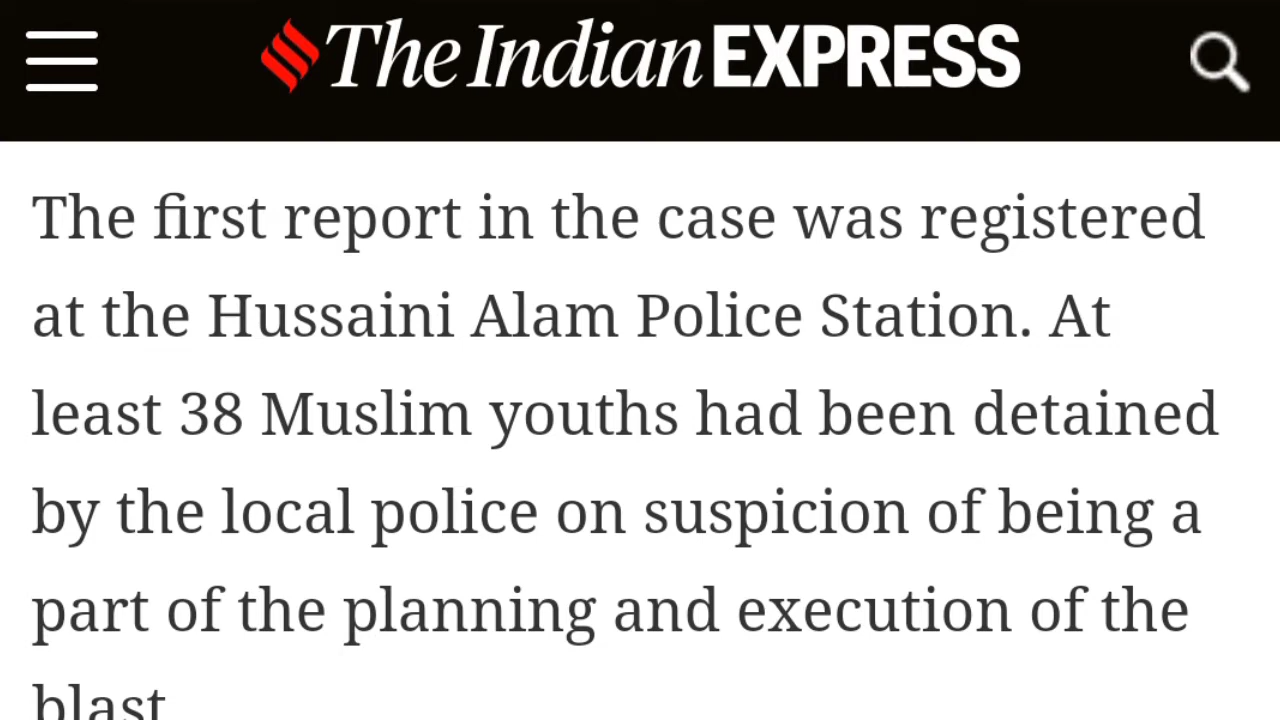 The Indian EXPRESS
The first report in the case was registered
at the Hussaini Alam Police Station. At
least 38 Muslim youths had been detained
by the local police on suspicion of being a
part of the planning and execution of the
blast